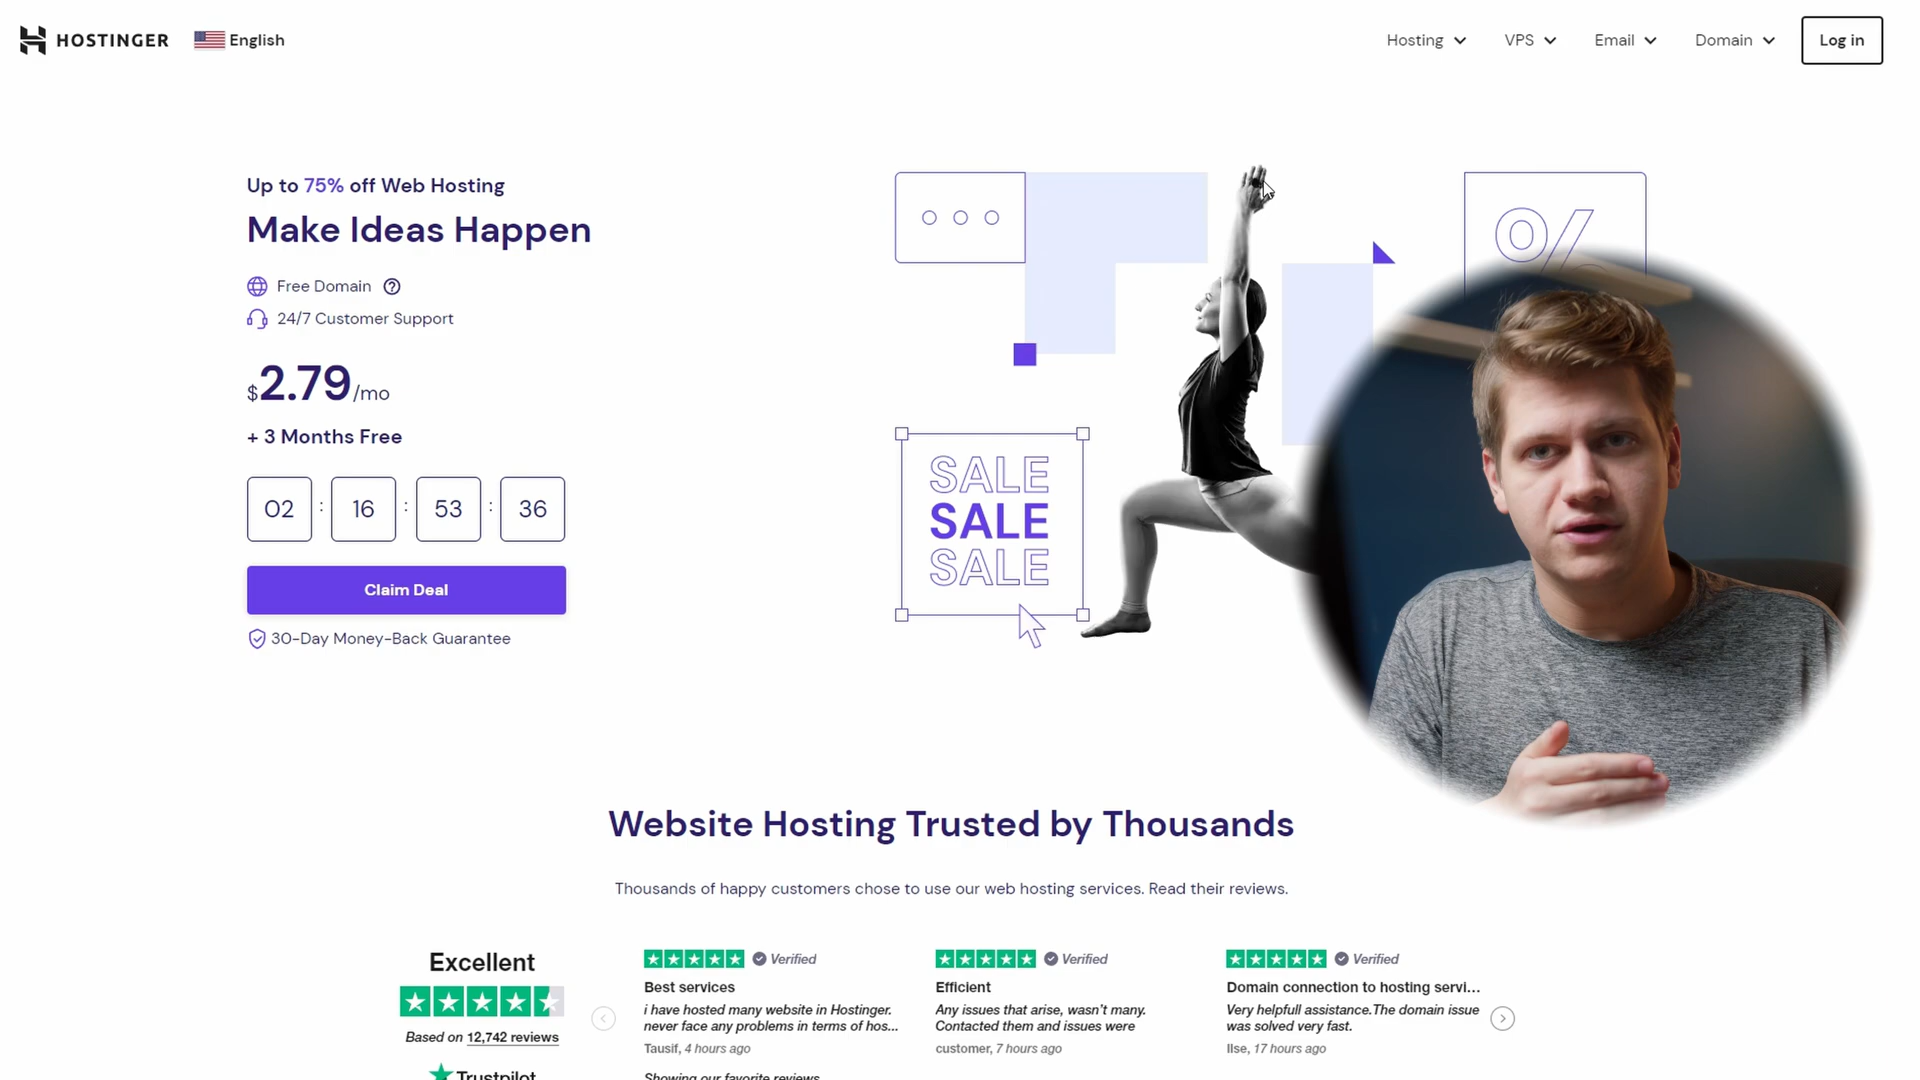 HOSTINGER
English
Hosting
VPS
Email
Domain
Log in
Up to 75% off Web Hosting
Make Ideas Happen
Free Domain
24/7 Customer Support
$2.79/mo
+ 3 Months Free
02 : 16 : 53 : 36
Claim Deal
30-Day Money-Back Guarantee
%
SALE
SALE
SALE
Website Hosting Trusted by Thousands
Thousands of happy customers chose to use our web hosting services. Read their reviews.
Excellent
Based on 12,742 reviews
Trustpilot
Verified
Best services
i have hosted many website in Hostinger.
never face any problems in terms of hos...
Tausif, 4 hours ago
Showing our favorite reviews
Verified
Efficient
Any issues that arise, wasn't many.
Contacted them and issues were
customer, 7 hours ago
Verified
Domain connection to hosting servi...
Very helpfull assistance.The domain issue
was solved very fast.
Ilse, 17 hours ago